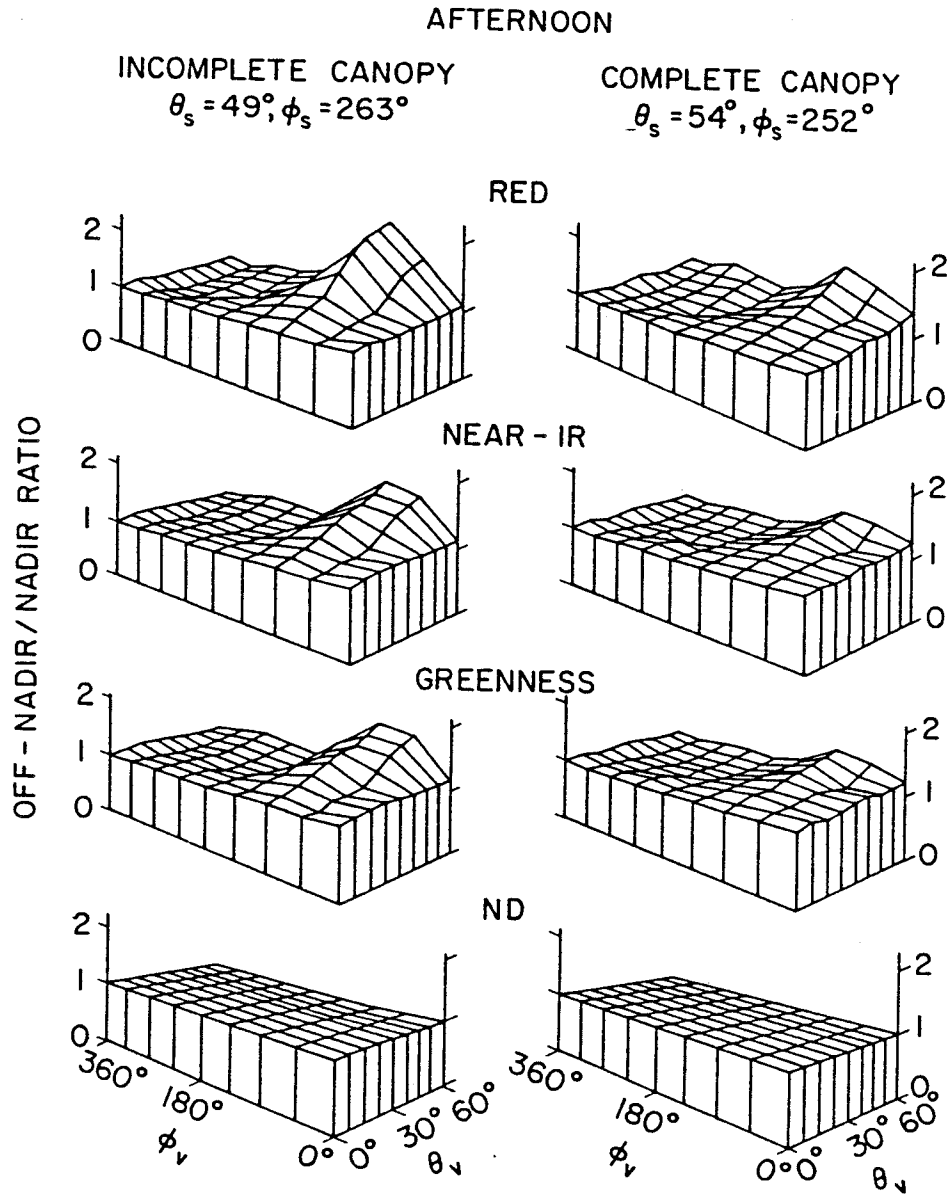 AFTERNOON
INCOMPLETE CANOPY
θs = 49°, ϕs = 263°
COMPLETE CANOPY
θs = 54°, ϕs = 252°
OFF-NADIR/NADIR RATIO
RED
2
1
0
2
1
0
NEAR-IR
2
1
0
2
1
0
GREENNESS
2
1
0
2
1
0
ND
2
1
0
2
1
0
360°
180°
0°
ϕv
0°
30°
60°
θv
360°
180°
0°
ϕv
0°
30°
60°
θv